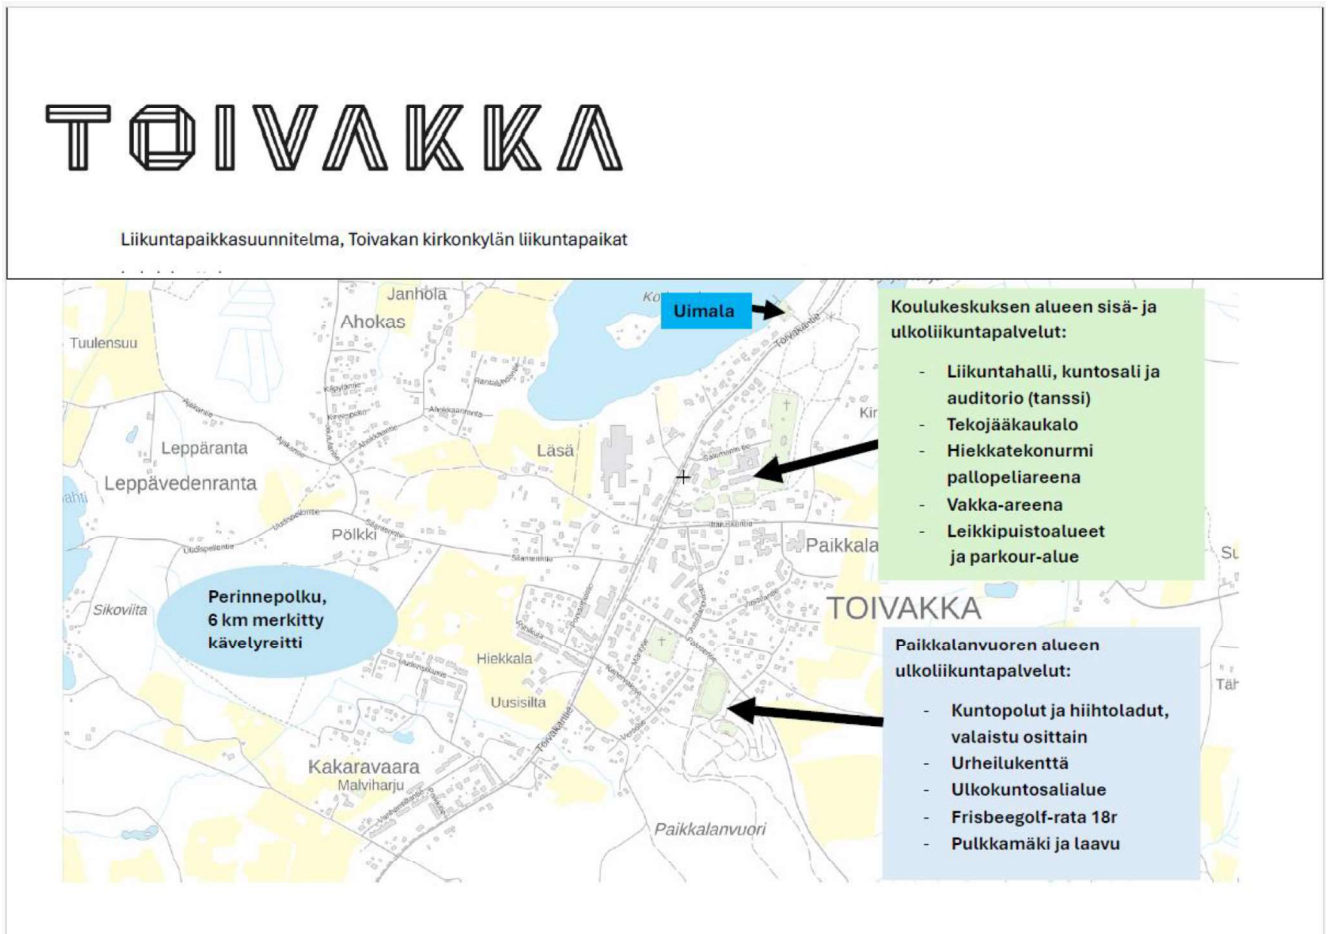 TOIVAKKA
Liikuntapaikkasuunnitelma, Toivakan kirkonkylän liikuntapaikat
Janhola
Ahokas
Tuulensuu
Uimala
Toivakantie
Koulukeskuksen alueen sisä- ja
ulkoliikuntapalvelut:
- Liikuntahalli, kuntosali ja
auditorio (tanssi)
- Tekojääkaukalo
- Hiekkatekonurmi
pallopeliareena
- Vakka-areena
- Leikkipuistoalueet
ja parkour-alue
Leppäranta
Läsä
Leppävedenranta
Pölkki
Paikkala
Perinnepolku,
6 km merkitty
kävelyreitti
Sikoviita
TOIVAKKA
Hiekkala
Uusisilta
Toivakantie
Paikkalanvuoren alueen
ulkoliikuntapalvelut:
- Kuntopolut ja hiihtoladut,
valaistu osittain
- Urheilukenttä
- Ulkokuntosalialue
- Frisbeegolf-rata 18r
- Pulkkamäki ja laavu
Kakaravaara
Malviharju
Paikkalanvuori